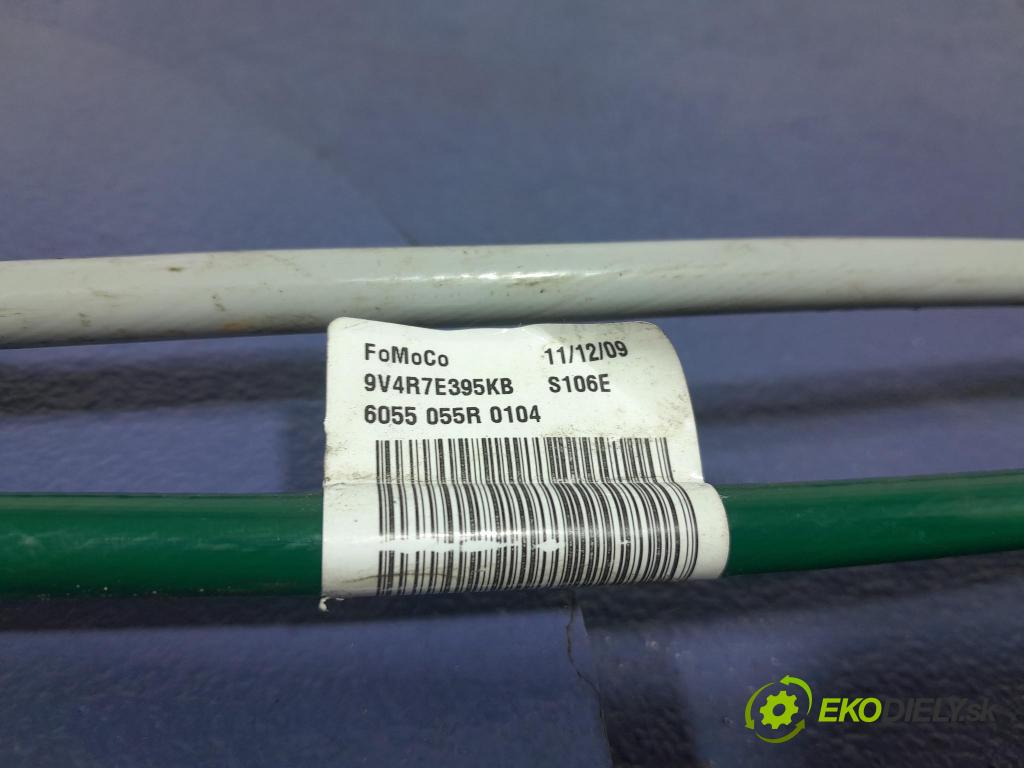 FoMoCo 11/12/09
9V4R7E395KB S106E
6055 055R 0104
EKODIELY.sk